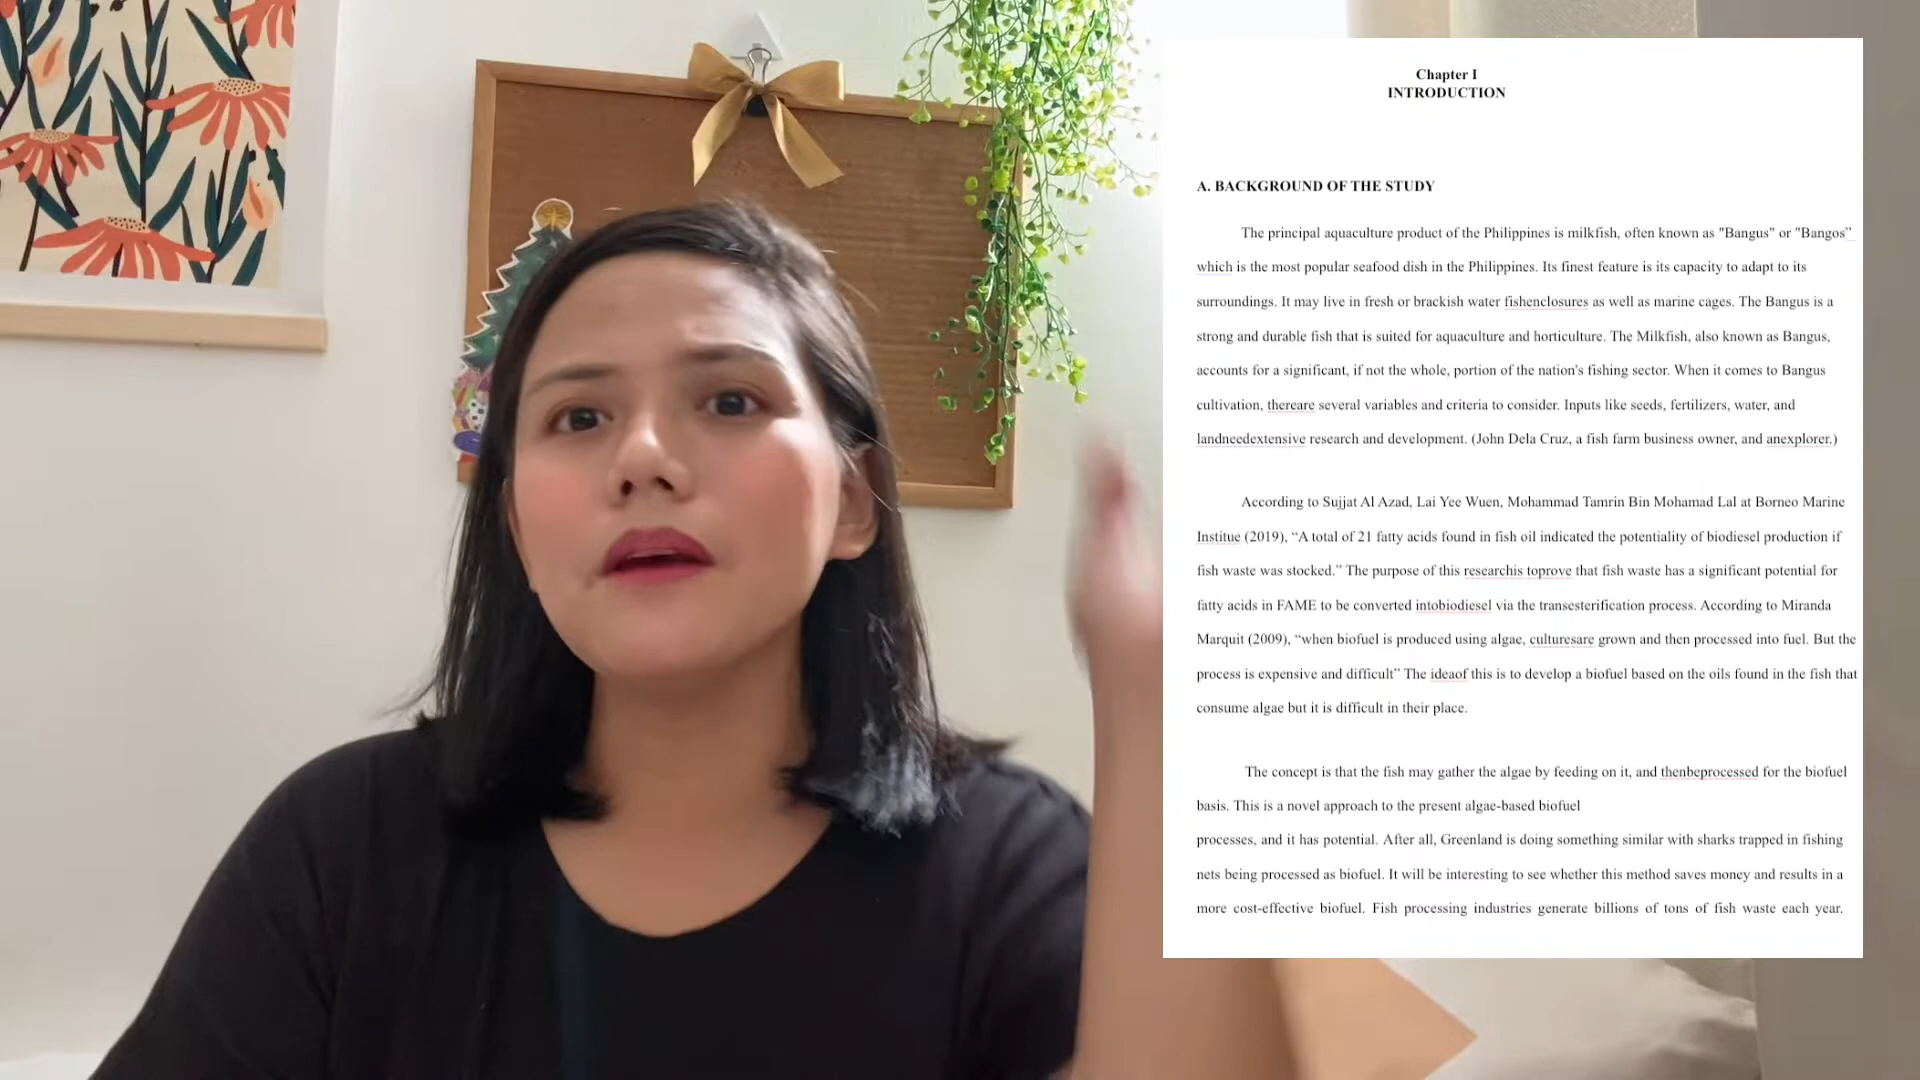 Chapter I
INTRODUCTION
A. BACKGROUND OF THE STUDY
The principal aquaculture product of the Philippines is milkfish, often known as "Bangus" or "Bangos”
which is the most popular seafood dish in the Philippines. Its finest feature is its capacity to adapt to its
surroundings. It may live in fresh or brackish water fishenclosures as well as marine cages. The Bangus is a
strong and durable fish that is suited for aquaculture and horticulture. The Milkfish, also known as Bangus,
accounts for a significant, if not the whole, portion of the nation's fishing sector. When it comes to Bangus
cultivation, thereare several variables and criteria to consider. Inputs like seeds, fertilizers, water, and
landneedextensive research and development. (John Dela Cruz, a fish farm business owner, and anexplorer.)
According to Sujjat Al Azad, Lai Yee Wuen, Mohammad Tamrin Bin Mohamad Lal at Borneo Marine
Institue (2019), “A total of 21 fatty acids found in fish oil indicated the potentiality of biodiesel production if
fish waste was stocked.” The purpose of this researchis toprove that fish waste has a significant potential for
fatty acids in FAME to be converted intobiodiesel via the transesterification process. According to Miranda
Marquit (2009), “when biofuel is produced using algae, culturesare grown and then processed into fuel. But the
process is expensive and difficult” The ideaof this is to develop a biofuel based on the oils found in the fish that
consume algae but it is difficult in their place.
The concept is that the fish may gather the algae by feeding on it, and thenbeprocessed for the biofuel
basis. This is a novel approach to the present algae-based biofuel
processes, and it has potential. After all, Greenland is doing something similar with sharks trapped in fishing
nets being processed as biofuel. It will be interesting to see whether this method saves money and results in a
more cost-effective biofuel. Fish processing industries generate billions of tons of fish waste each year.